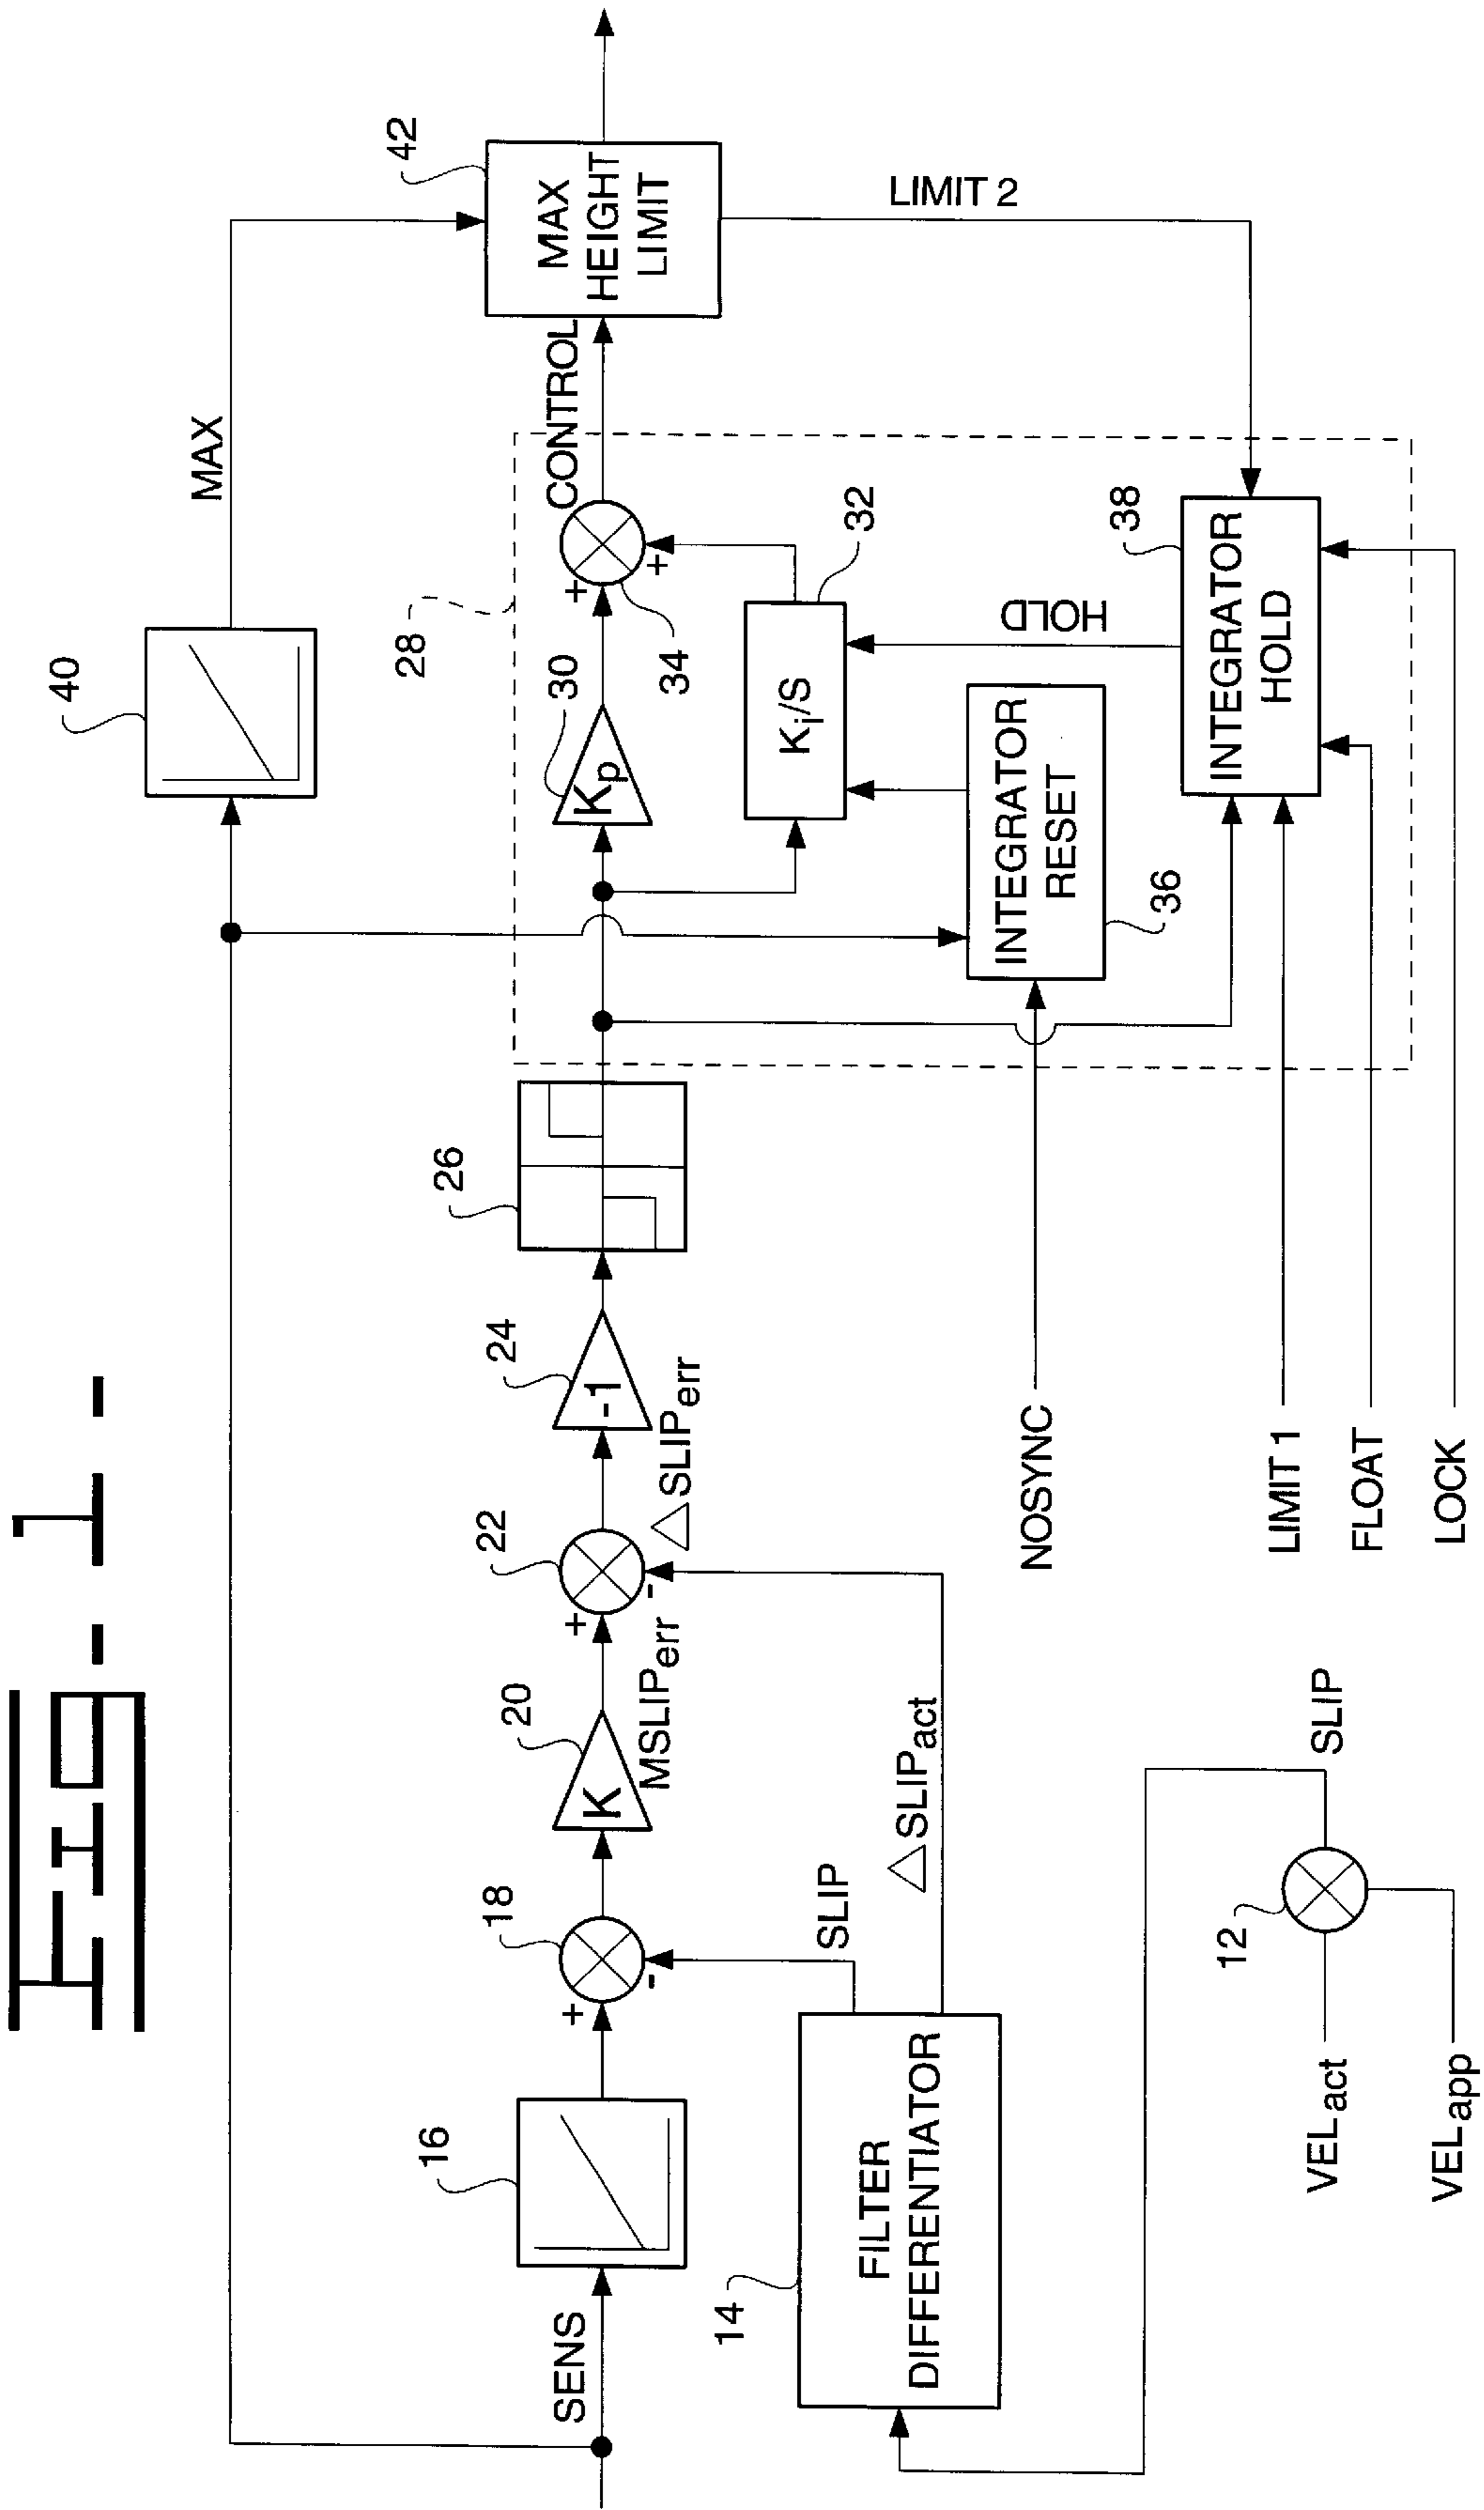 FIG-1-
40
MAX
42
MAX
HEIGHT
LIMIT
LIMIT 2
SENS
16
+
-
18
K
20
MSLIPerr
+
-
22
△SLIPerr
-1
24
26
28
Kp
30
+
+
34
CONTROL
Ki/S
32
HOLD
INTEGRATOR
RESET
36
INTEGRATOR
HOLD
38
14
FILTER
DIFFERENTIATOR
SLIP
△SLIPact
NOSYNC
LIMIT 1
FLOAT
LOCK
12
SLIP
VELact
VELapp